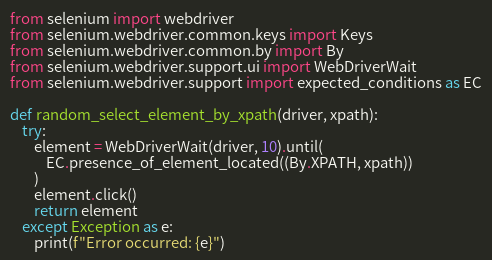 from selenium import webdriver
from selenium.webdriver.common.keys import Keys
from selenium.webdriver.common.by import By
from selenium.webdriver.support.ui import WebDriverWait
from selenium.webdriver.support import expected_conditions as EC

def random_select_element_by_xpath(driver, xpath):
    try:
        element = WebDriverWait(driver, 10).until(
            EC.presence_of_element_located((By.XPATH, xpath))
        )
        element.click()
        return element
    except Exception as e:
        print(f"Error occurred: {e}")